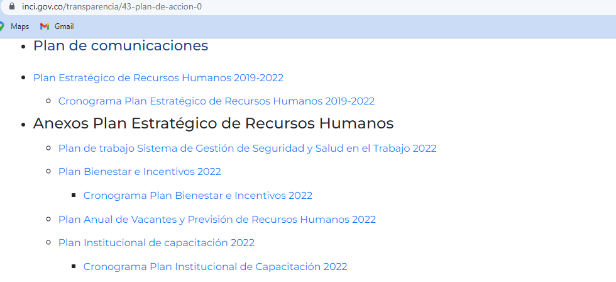 inci.gov.co/transparencia/43-plan-de-accion-0
Maps Gmail
Plan de comunicaciones
Plan Estratégico de Recursos Humanos 2019-2022
Cronograma Plan Estratégico de Recursos Humanos 2019-2022
Anexos Plan Estratégico de Recursos Humanos
Plan de trabajo Sistema de Gestión de Seguridad y Salud en el Trabajo 2022
Plan Bienestar e Incentivos 2022
Cronograma Plan Bienestar e Incentivos 2022
Plan Anual de Vacantes y Previsión de Recursos Humanos 2022
Plan Institucional de capacitación 2022
Cronograma Plan Institucional de Capacitación 2022